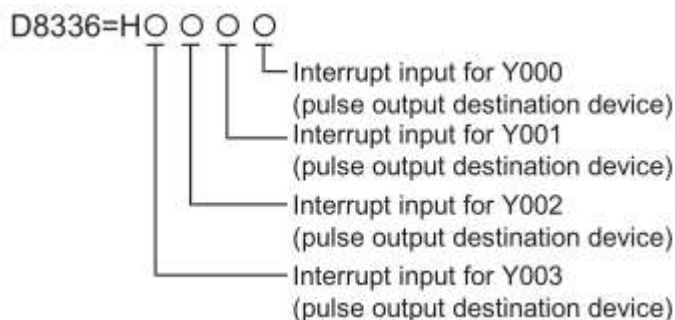 D8336=H○ ○ ○ ○
Interrupt input for Y000
(pulse output destination device)
Interrupt input for Y001
(pulse output destination device)
Interrupt input for Y002
(pulse output destination device)
Interrupt input for Y003
(pulse output destination device)